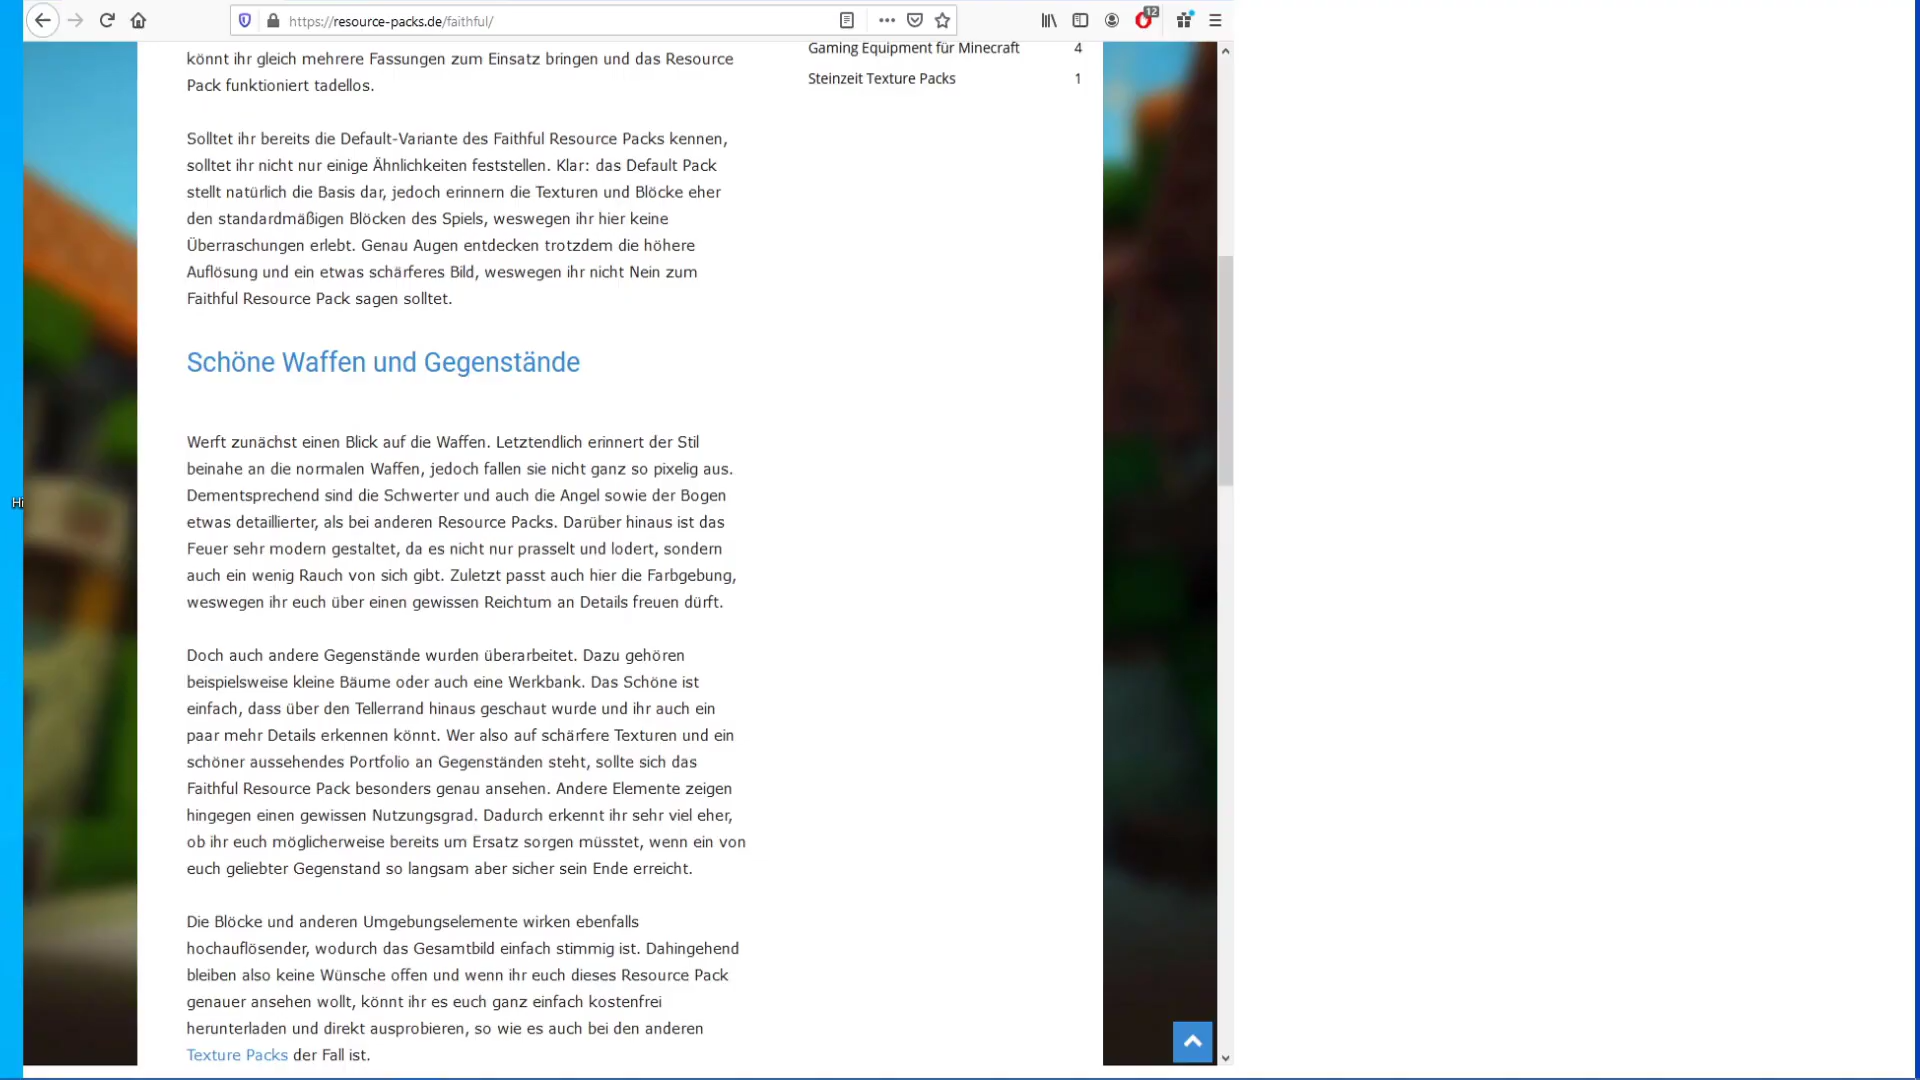 https://resource-packs.de/faithful/
12
könnt ihr gleich mehrere Fassungen zum Einsatz bringen und das Resource
Pack funktioniert tadellos.
Solltet ihr bereits die Default-Variante des Faithful Resource Packs kennen,
solltet ihr nicht nur einige Ähnlichkeiten feststellen. Klar: das Default Pack
stellt natürlich die Basis dar, jedoch erinnern die Texturen und Blöcke eher
den standardmäßigen Blöcken des Spiels, weswegen ihr hier keine
Überraschungen erlebt. Genau Augen entdecken trotzdem die höhere
Auflösung und ein etwas schärferes Bild, weswegen ihr nicht Nein zum
Faithful Resource Pack sagen solltet.
Schöne Waffen und Gegenstände
Werft zunächst einen Blick auf die Waffen. Letztendlich erinnert der Stil
beinahe an die normalen Waffen, jedoch fallen sie nicht ganz so pixelig aus.
Dementsprechend sind die Schwerter und auch die Angel sowie der Bogen
etwas detaillierter, als bei anderen Resource Packs. Darüber hinaus ist das
Feuer sehr modern gestaltet, da es nicht nur prasselt und lodert, sondern
auch ein wenig Rauch von sich gibt. Zuletzt passt auch hier die Farbgebung,
weswegen ihr euch über einen gewissen Reichtum an Details freuen dürft.
Doch auch andere Gegenstände wurden überarbeitet. Dazu gehören
beispielsweise kleine Bäume oder auch eine Werkbank. Das Schöne ist
einfach, dass über den Tellerrand hinaus geschaut wurde und ihr auch ein
paar mehr Details erkennen könnt. Wer also auf schärfere Texturen und ein
schöner aussehendes Portfolio an Gegenständen steht, sollte sich das
Faithful Resource Pack besonders genau ansehen. Andere Elemente zeigen
hingegen einen gewissen Nutzungsgrad. Dadurch erkennt ihr sehr viel eher,
ob ihr euch möglicherweise bereits um Ersatz sorgen müsstet, wenn ein von
euch geliebter Gegenstand so langsam aber sicher sein Ende erreicht.
Die Blöcke und anderen Umgebungselemente wirken ebenfalls
hochauflösender, wodurch das Gesamtbild einfach stimmig ist. Dahingehend
bleiben also keine Wünsche offen und wenn ihr euch dieses Resource Pack
genauer ansehen wollt, könnt ihr es euch ganz einfach kostenfrei
herunterladen und direkt ausprobieren, so wie es auch bei den anderen
Texture Packs der Fall ist.
Gaming Equipment für Minecraft 4
Steinzeit Texture Packs 1
Hi